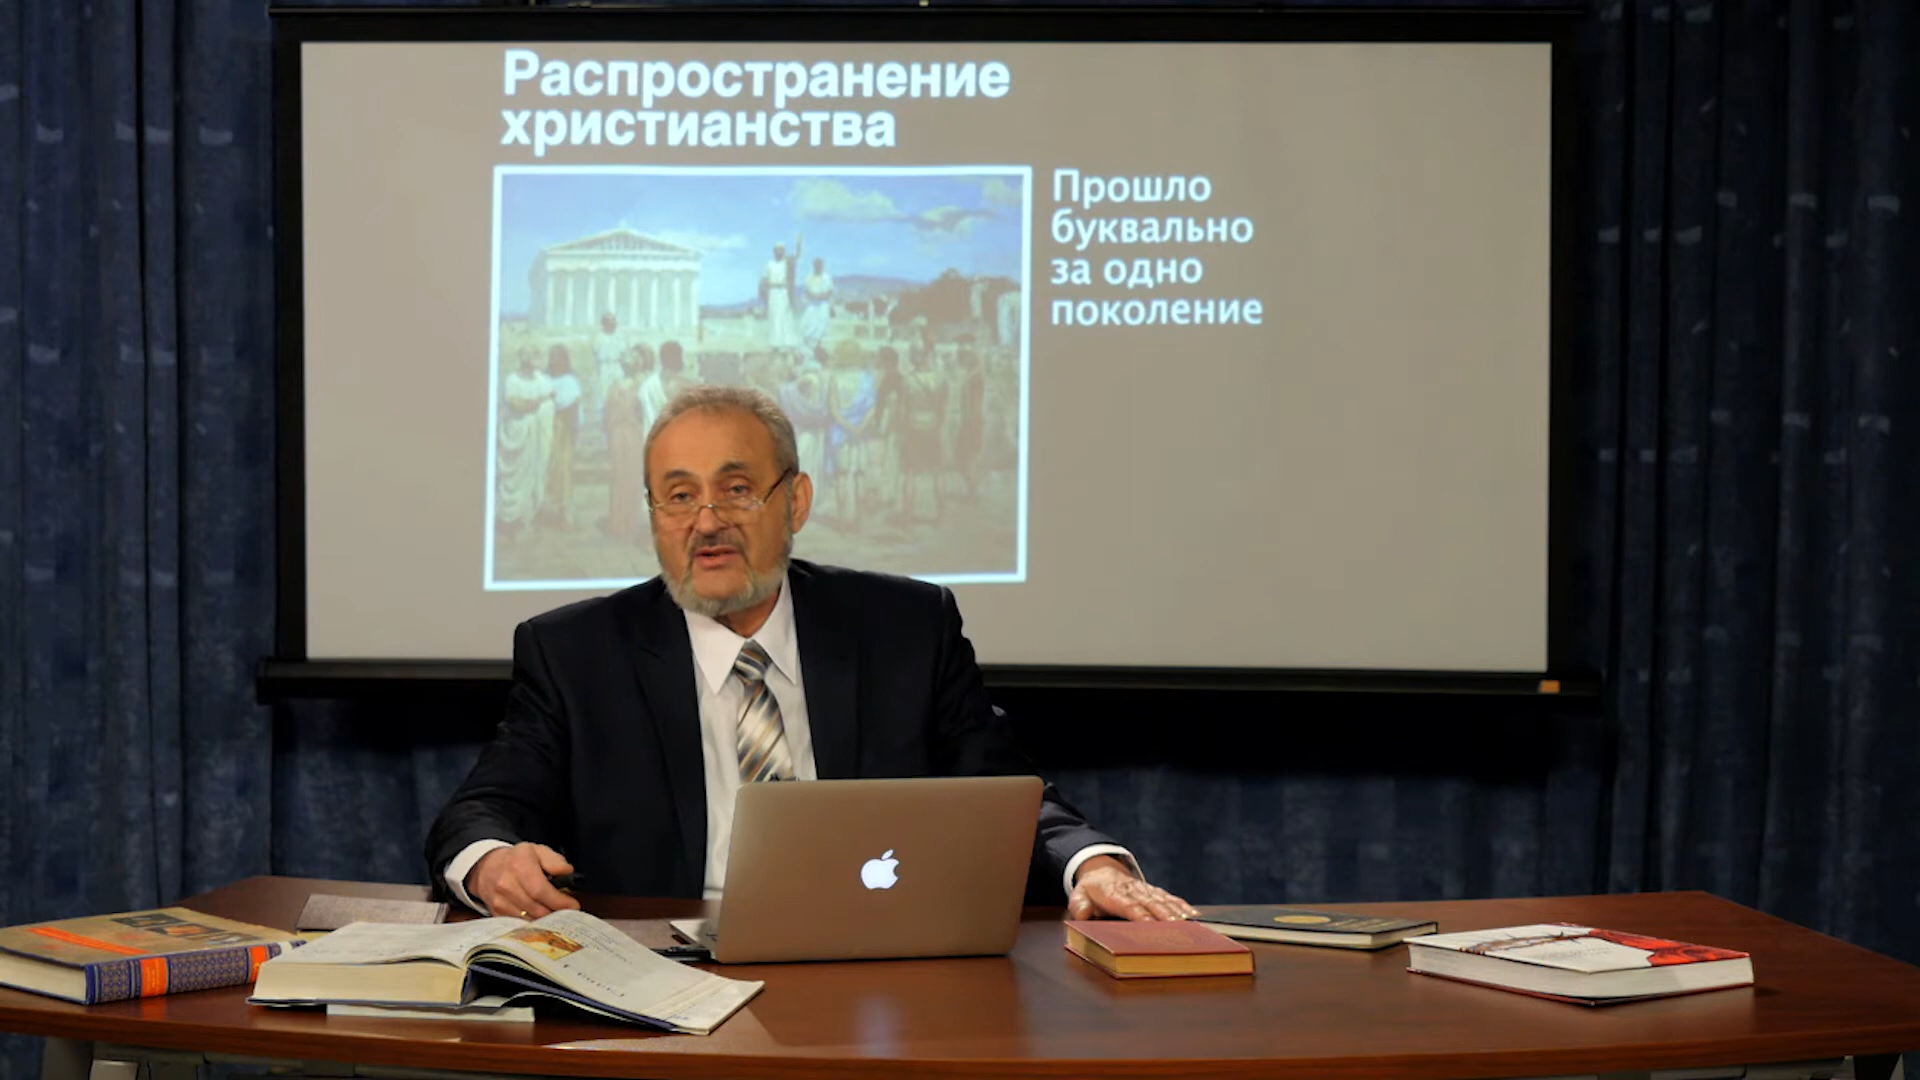 Распространение
христианства
Прошло
буквально
за одно
поколение